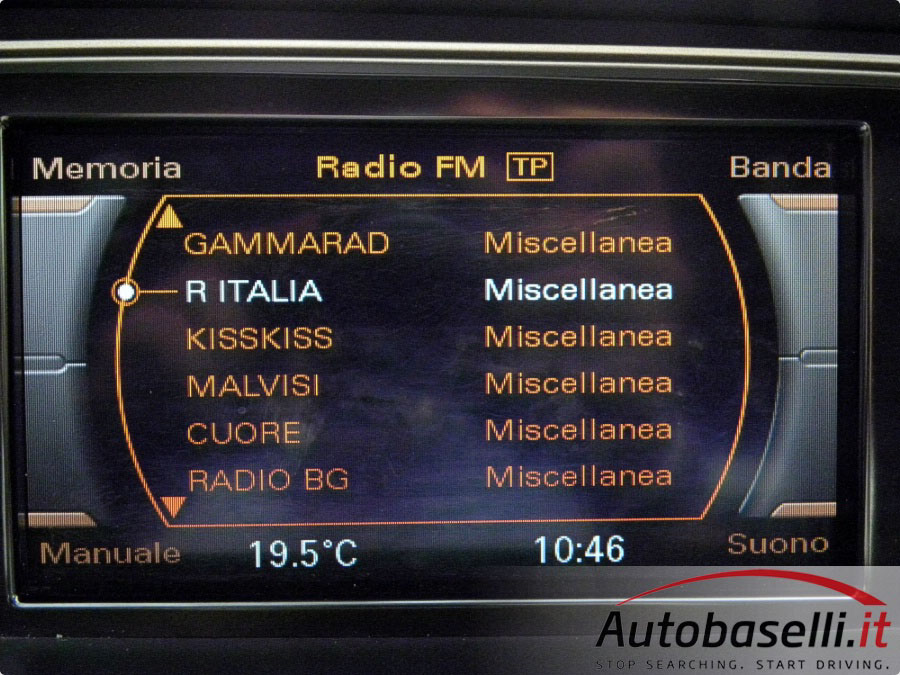 Memoria Radio FM TP Banda
GAMMARAD Miscellanea
R ITALIA Miscellanea
KISSKISS Miscellanea
MALVISI Miscellanea
CUORE Miscellanea
RADIO BG Miscellanea
Manuale 19.5°C 10:46 Suono
Autobaselli.it
STOP SEARCHING. START DRIVING.